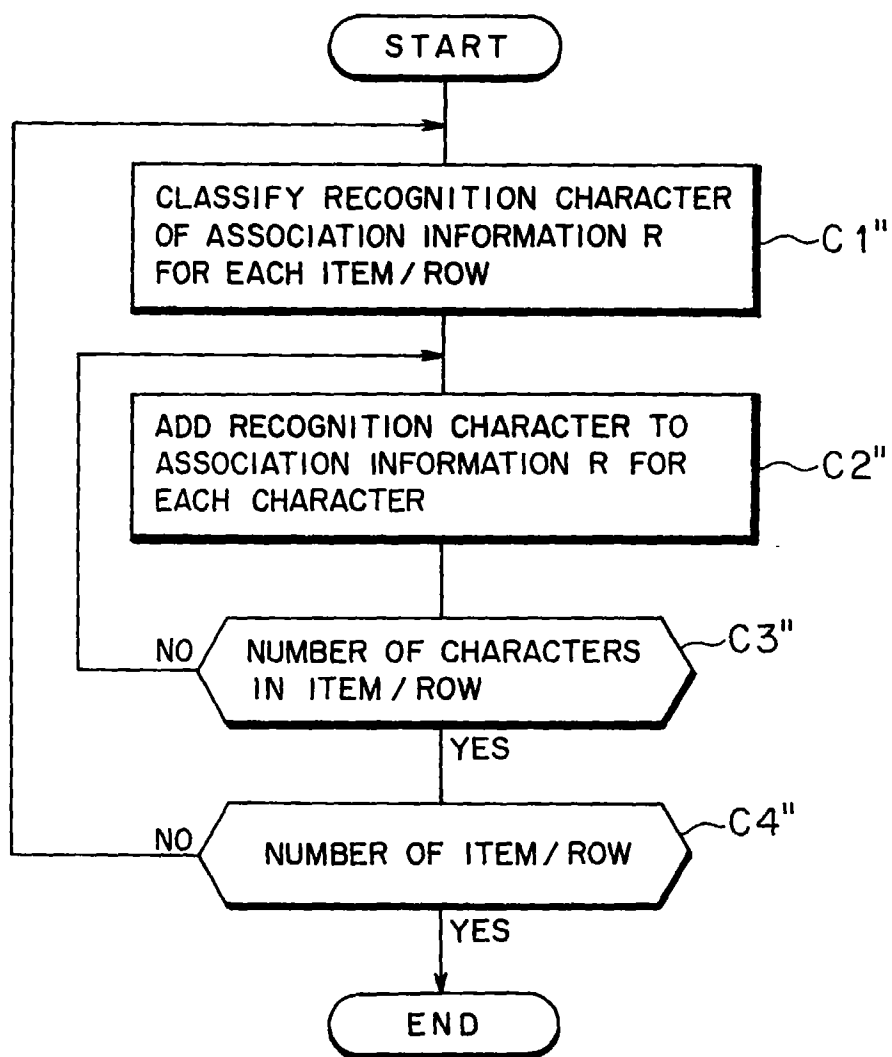 START
CLASSIFY RECOGNITION CHARACTER
OF ASSOCIATION INFORMATION R
FOR EACH ITEM/ROW
C1"
ADD RECOGNITION CHARACTER TO
ASSOCIATION INFORMATION R FOR
EACH CHARACTER
C2"
NUMBER OF CHARACTERS
IN ITEM/ROW
C3"
NO
YES
NUMBER OF ITEM/ROW
C4"
NO
YES
END